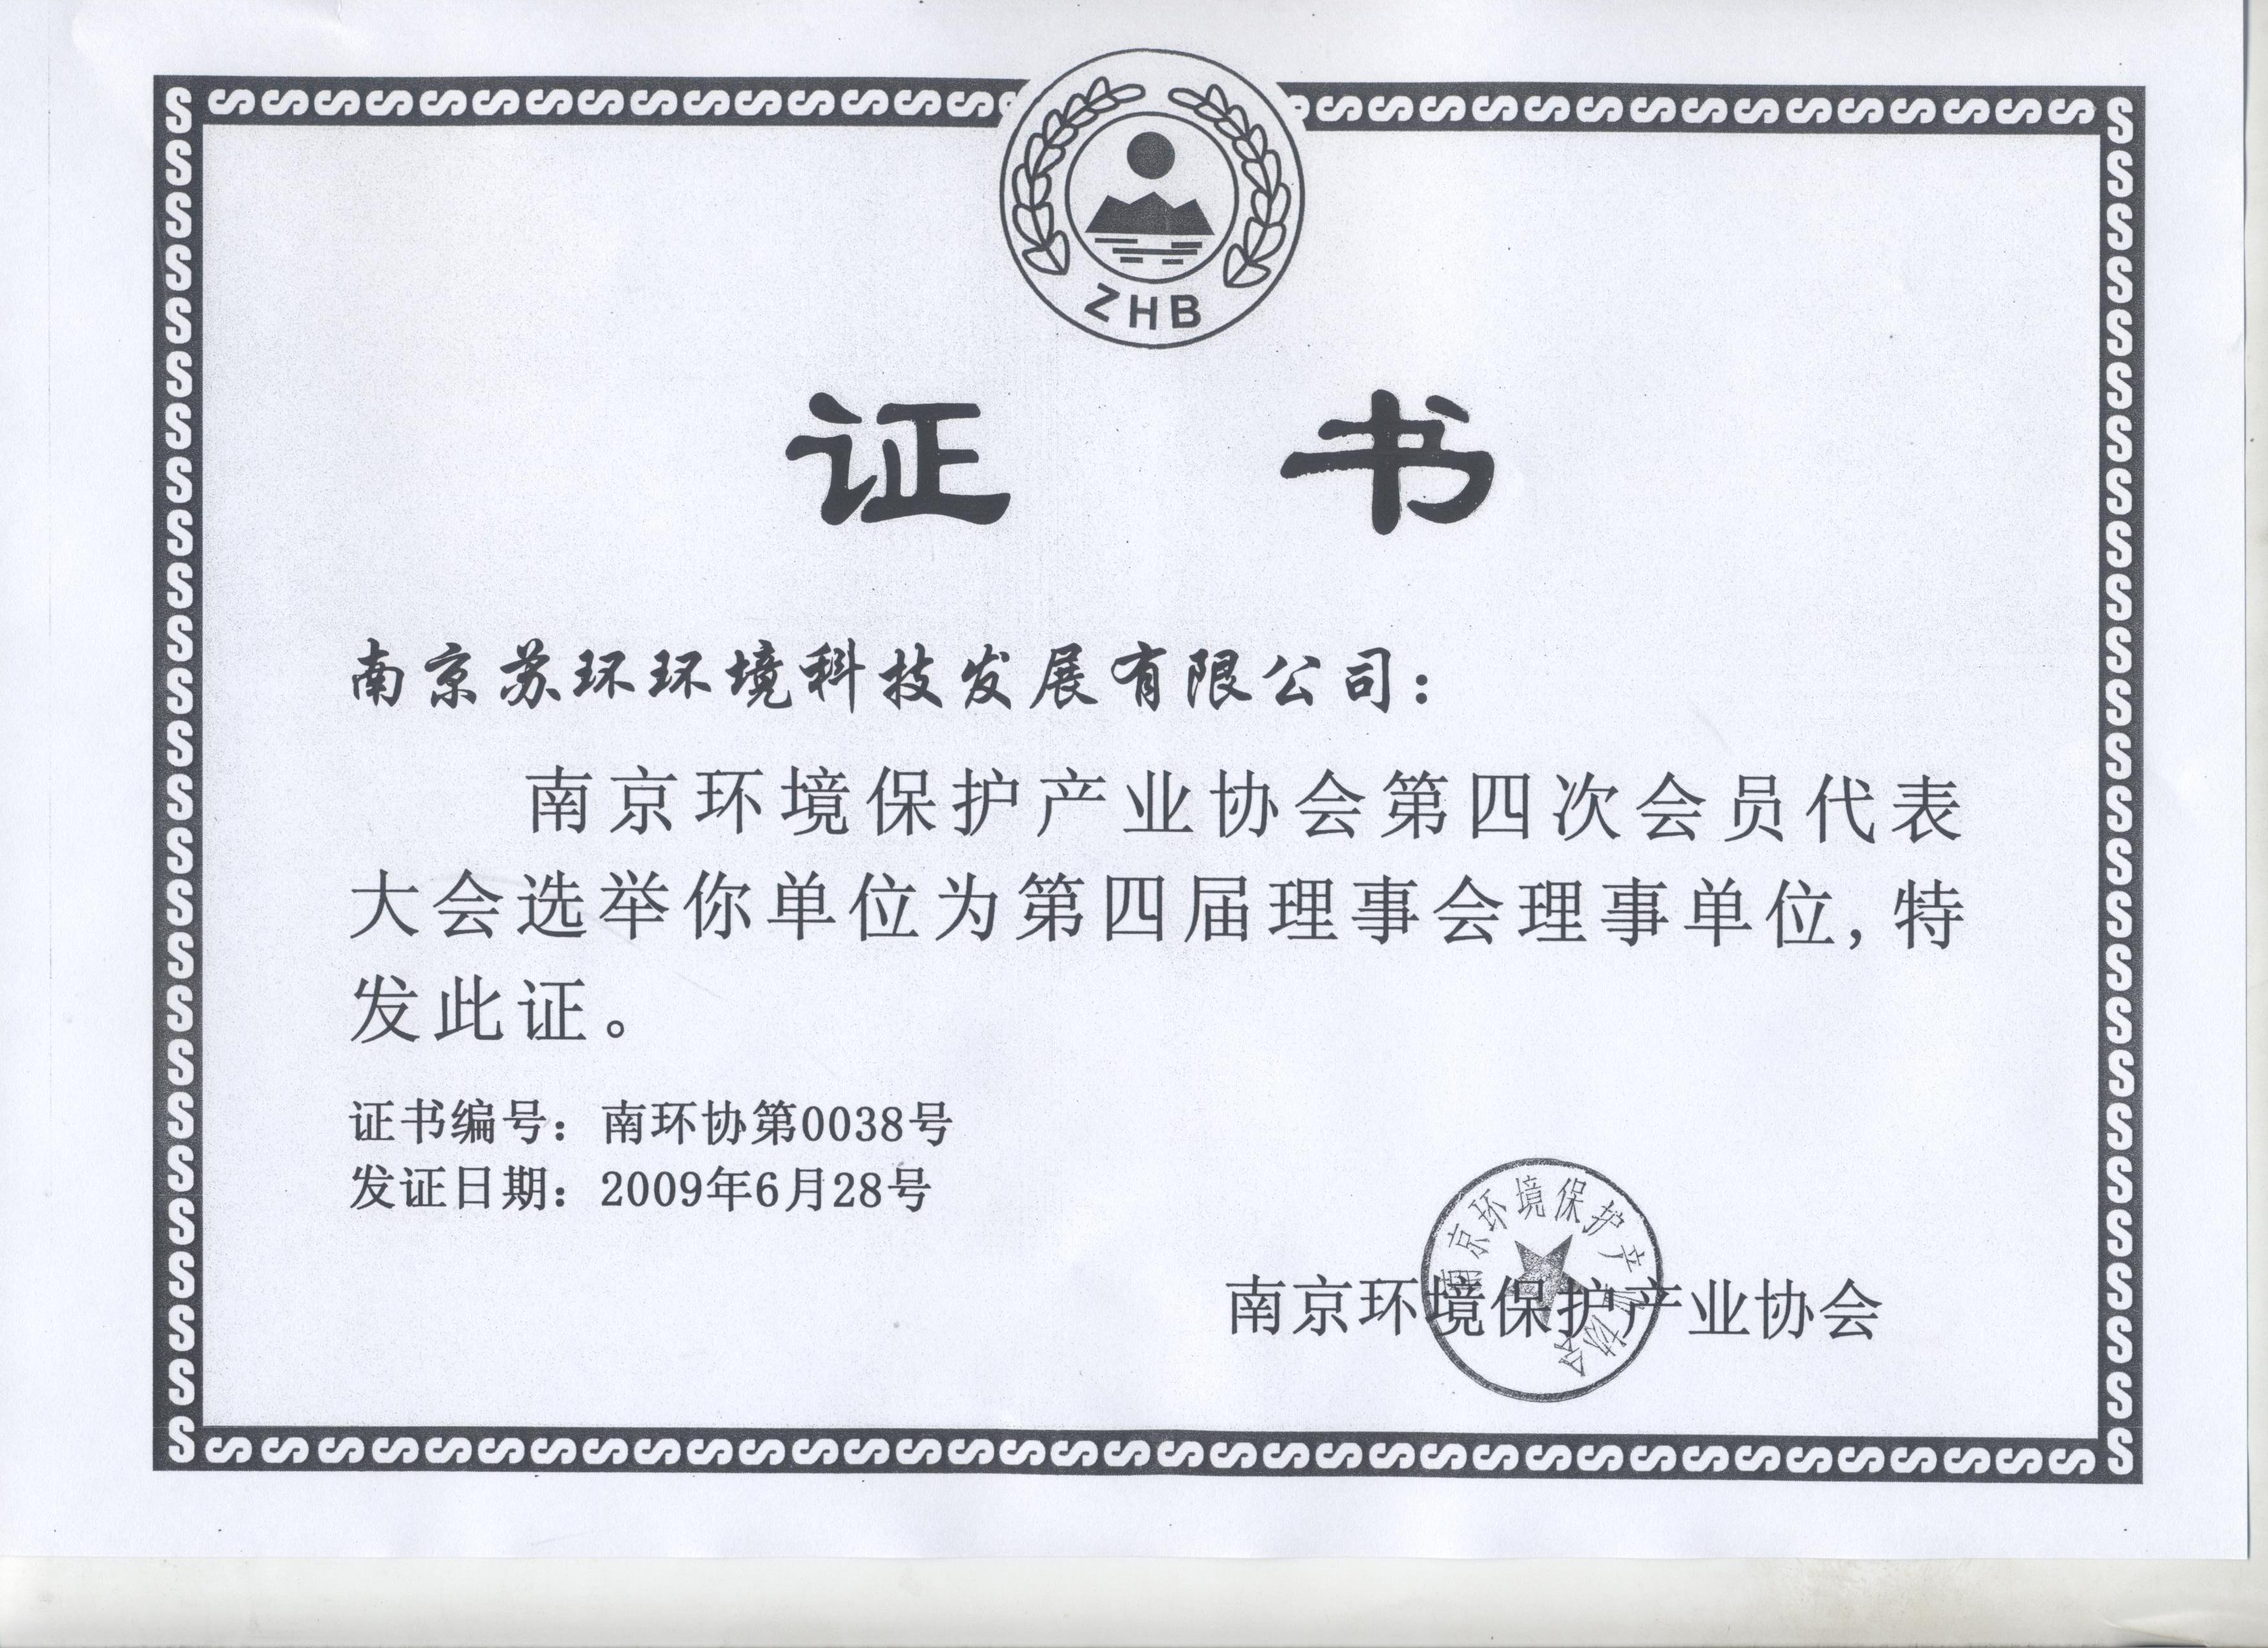 ZHB
证 书
南京苏环环境科技发展有限公司：
南京环境保护产业协会第四次会员代表
大会选举你单位为第四届理事会理事单位，特
发此证。
证书编号：南环协第0038号
发证日期：2009年6月28号
南京环境保护产业协会
南京环境保护产业协会